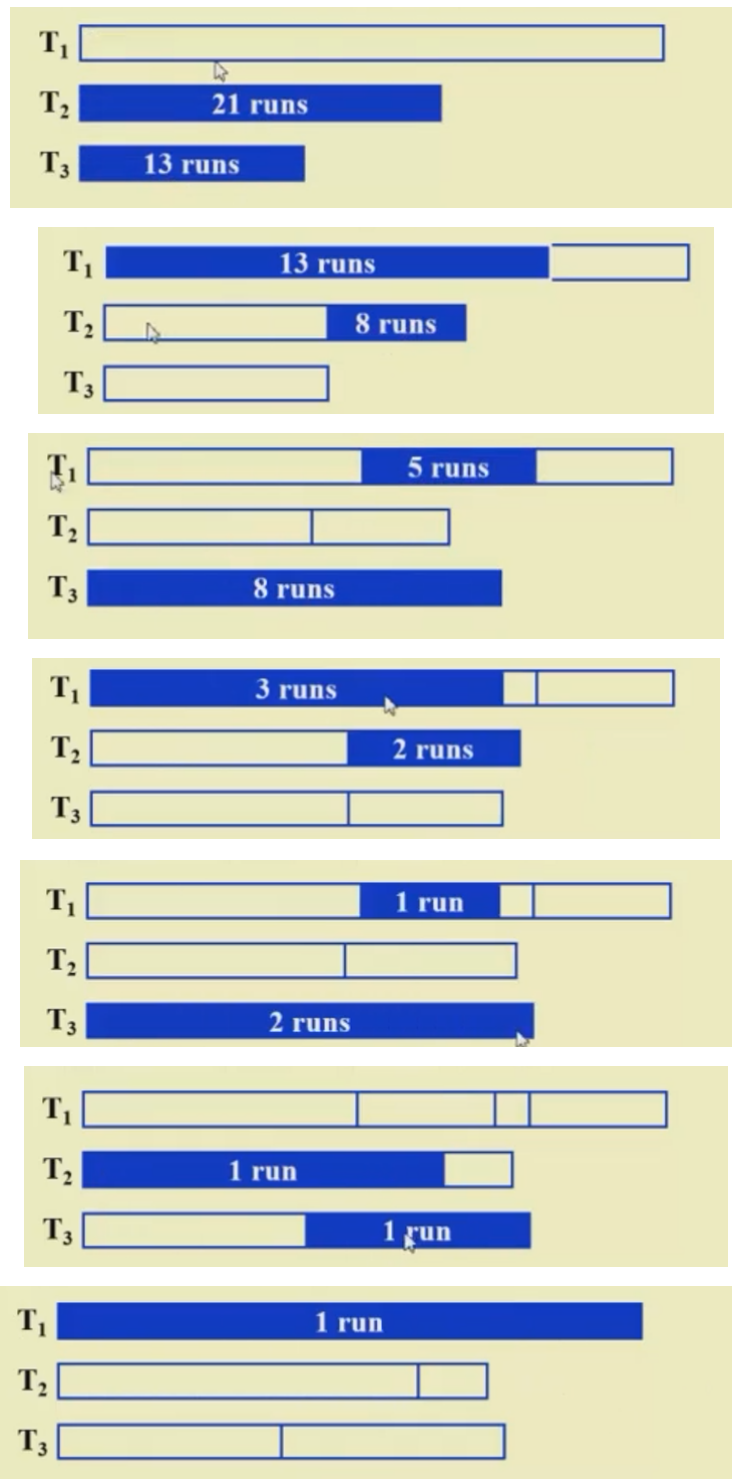 T₁
T₂ 21 runs
T₃ 13 runs
T₁ 13 runs
T₂ 8 runs
T₃
T₁ 5 runs
T₂
T₃ 8 runs
T₁ 3 runs
T₂ 2 runs
T₃
T₁ 1 run
T₂
T₃ 2 runs
T₁
T₂ 1 run
T₃ 1 run
T₁ 1 run
T₂
T₃